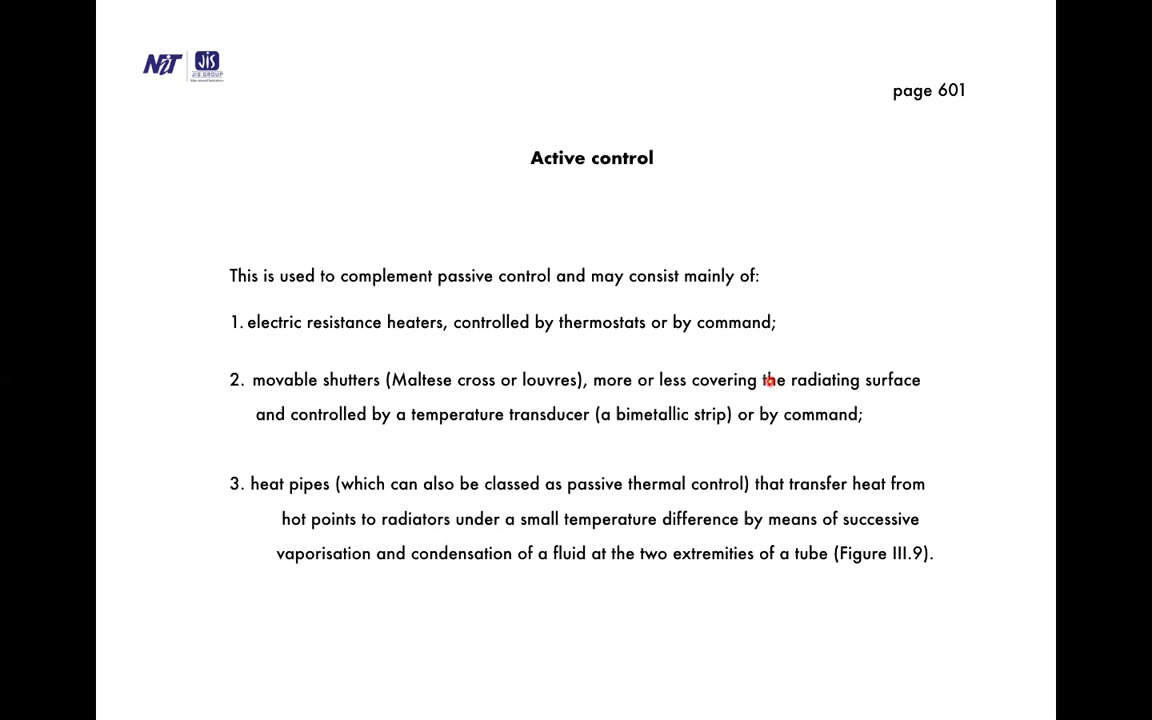 NiT
JiS
JIS GROUP
Educational Initiatives
page 601
Active control
This is used to complement passive control and may consist mainly of:
1. electric resistance heaters, controlled by thermostats or by command;
2. movable shutters (Maltese cross or louvres), more or less covering the radiating surface
and controlled by a temperature transducer (a bimetallic strip) or by command;
3. heat pipes (which can also be classed as passive thermal control) that transfer heat from
hot points to radiators under a small temperature difference by means of successive
vaporisation and condensation of a fluid at the two extremities of a tube (Figure III.9).